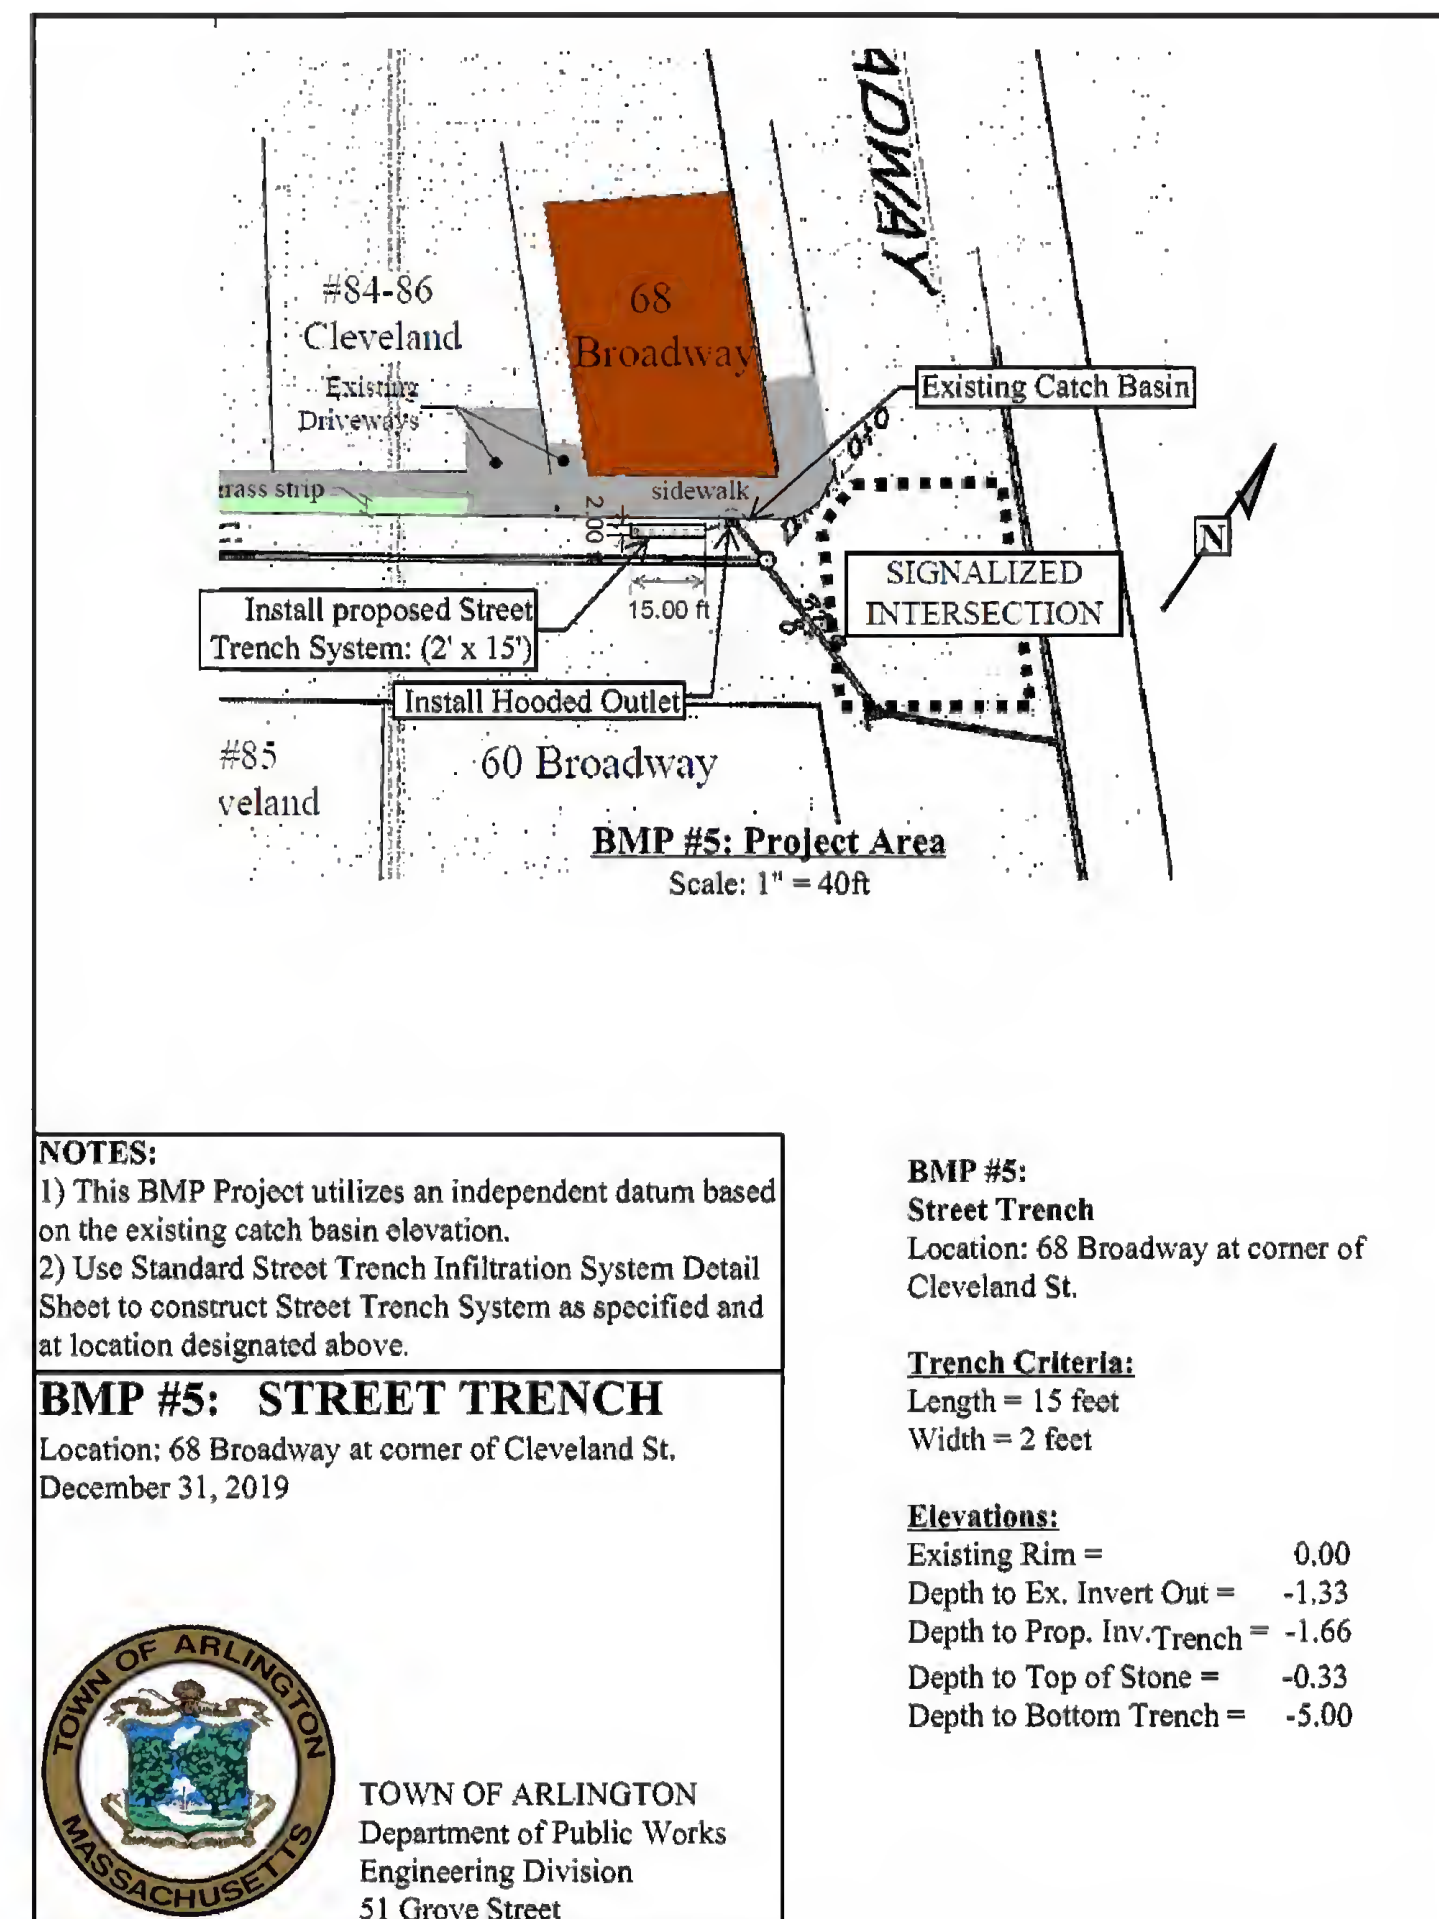 ADWAY
#84-86
Cleveland
68
Broadway
Existing
Driveways
Existing Catch Basin
rass strip
sidewalk
2.00
N
SIGNALIZED
INTERSECTION
15.00 ft
Install proposed Street
Trench System: (2' x 15')
Install Hooded Outlet
#85
veland
60 Broadway
BMP #5: Project Area
Scale: 1" = 40ft
NOTES:
1) This BMP Project utilizes an independent datum based
on the existing catch basin elevation.
2) Use Standard Street Trench Infiltration System Detail
Sheet to construct Street Trench System as specified and
at location designated above.
BMP #5: STREET TRENCH
Location: 68 Broadway at corner of Cleveland St.
December 31, 2019
TOWN OF ARLINGTON
MASSACHUSETTS
TOWN OF ARLINGTON
Department of Public Works
Engineering Division
51 Grove Street
BMP #5:
Street Trench
Location: 68 Broadway at corner of
Cleveland St.
Trench Criteria:
Length = 15 feet
Width = 2 feet
Elevations:
Existing Rim = 0.00
Depth to Ex. Invert Out = -1.33
Depth to Prop. Inv.Trench = -1.66
Depth to Top of Stone = -0.33
Depth to Bottom Trench = -5.00